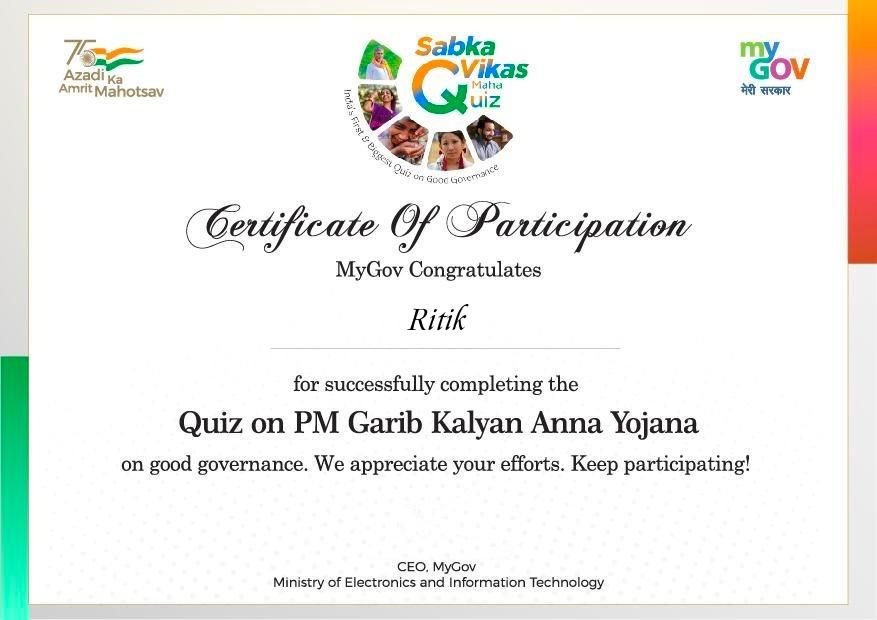 75
Azadi Ka
Amrit Mahotsav
Sabka
Vikas
Maha
Quiz
India's First & Biggest Quiz on Good Governance
my
GOV
मेरी सरकार
Certificate Of Participation
MyGov Congratulates
Ritik
for successfully completing the
Quiz on PM Garib Kalyan Anna Yojana
on good governance. We appreciate your efforts. Keep participating!
CEO, MyGov
Ministry of Electronics and Information Technology